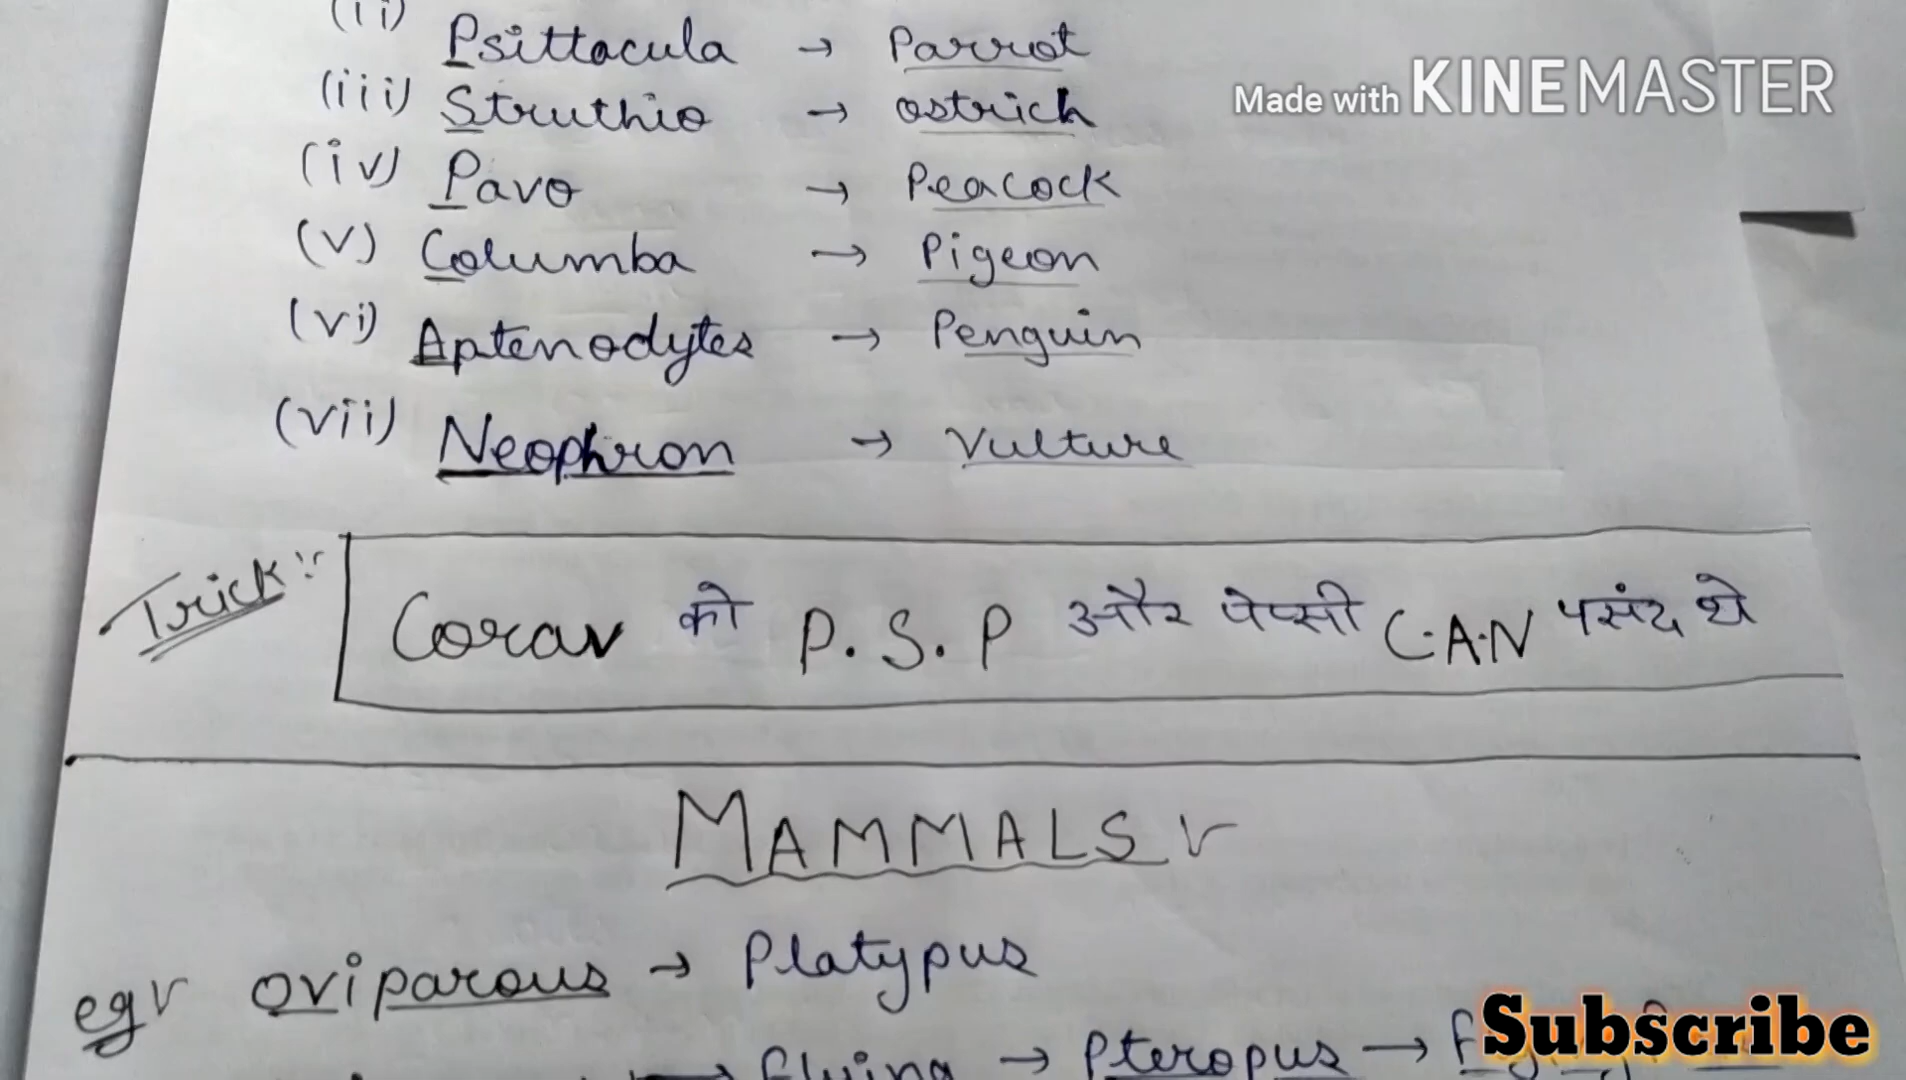 (ii) Psittacula → Parrot
Made with KINEMASTER
(iii) Struthio → ostrich
(iv) Pavo → Peacock
(v) Columba → Pigeon
(vi) Aptenodytes → Penguin
(vii) Neophron → Vulture
Trick:- Corav को P.S.P और पेप्सी C.A.N पसंद थे
MAMMALS
eg oviparous → Platypus
→ flying → Pteropus →
Subscribe